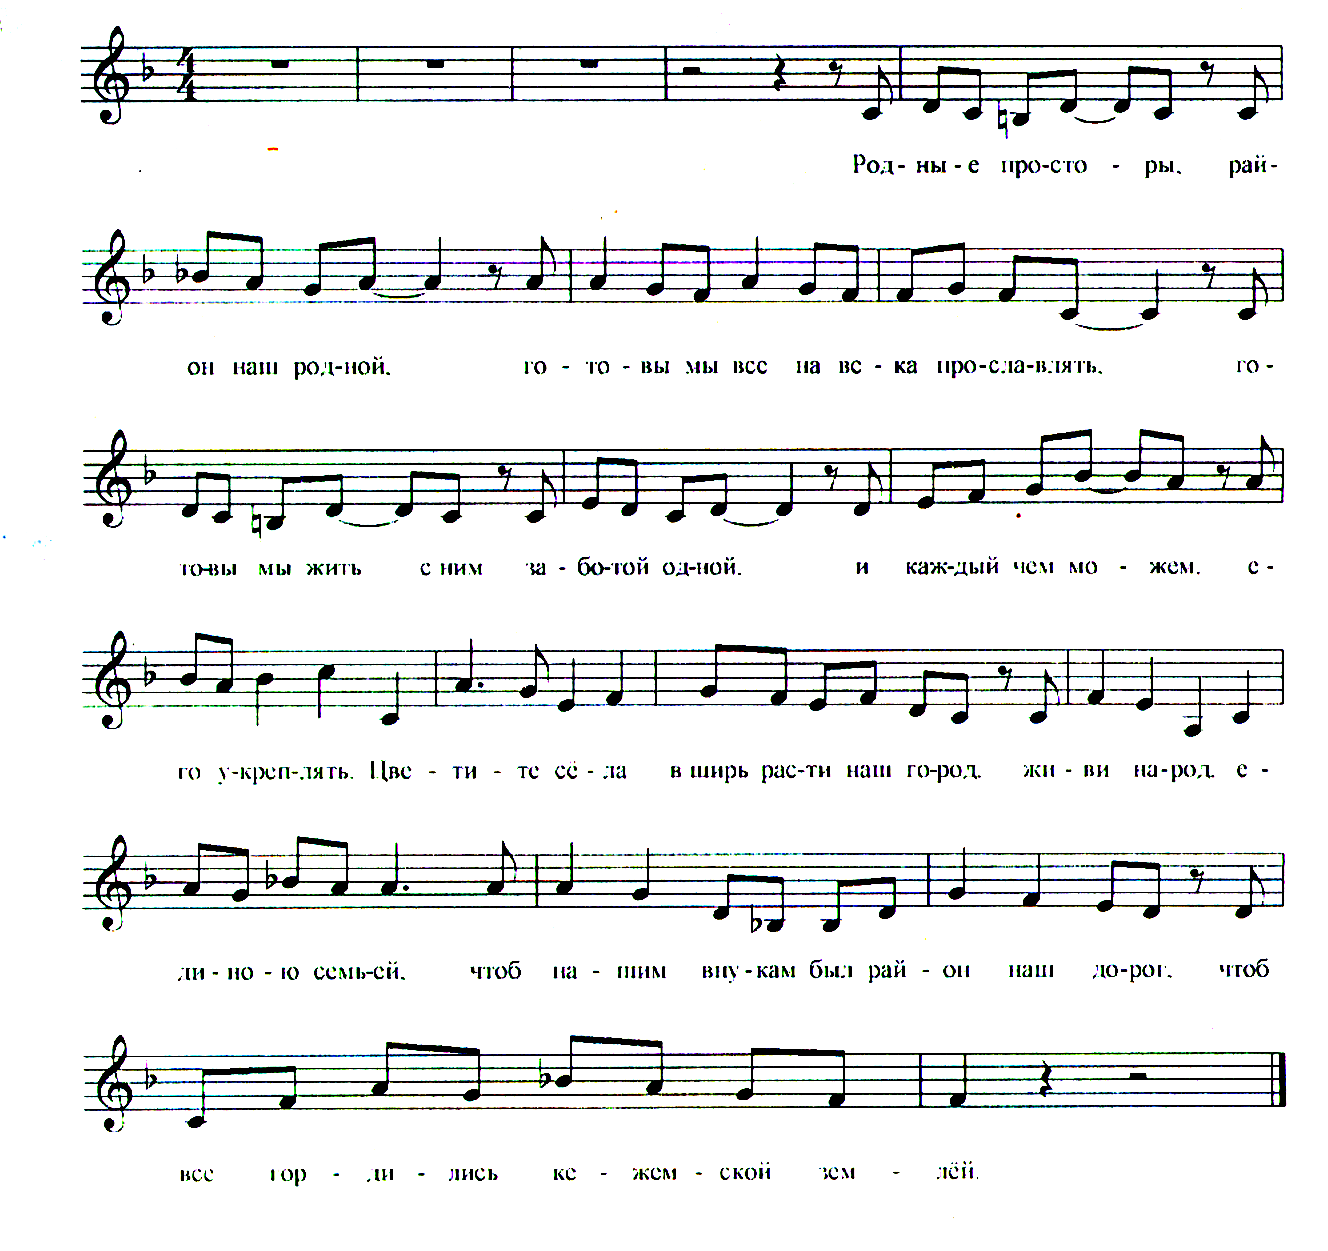 Род-ны-е про-сто-ры, рай-
он наш род-ной, го-то-вы мы все на ве-ка про-сла-влять, го-
то-вы мы жить с ним за-бо-той од-ной, и каж-дый чем мо-жем, е-
го у-креп-лять. Цве-ти-те сё-ла в ширь рас-ти наш го-род, жи-ви на-род, е-
ди-но-ю семь-ей, чтоб на-шим вну-кам был рай-он наш до-рог, чтоб
все гор-ди-лись ке-жем-ской зем-лёй.